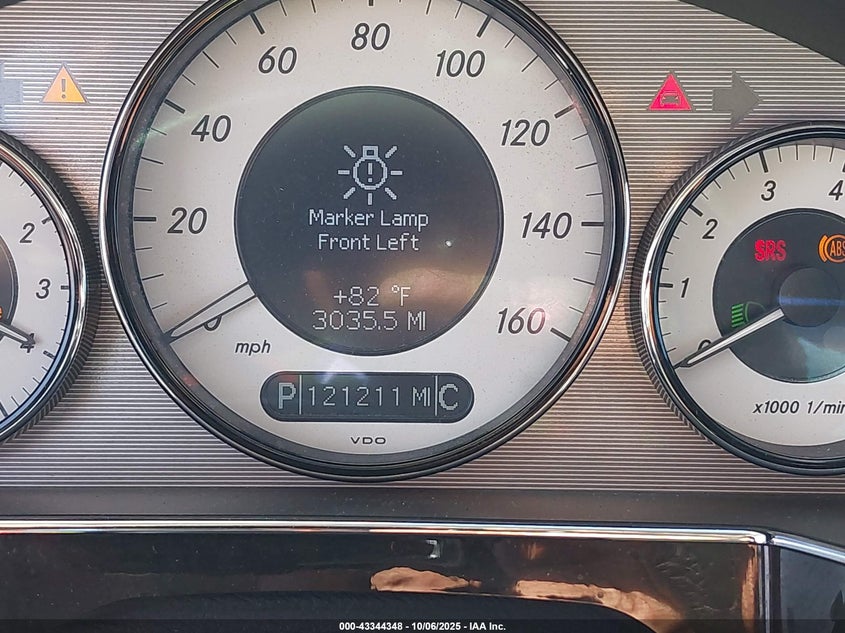 80
60
100
40
120
20
140
0
160
mph
Marker Lamp
Front Left
+82 °F
3035.5 MI
P 121211 MI C
VDO
2
3
4
1
2
3
4
0
SRS
ABS
x1000 1/min
000-43344348 - 10/06/2025 - IAA Inc.